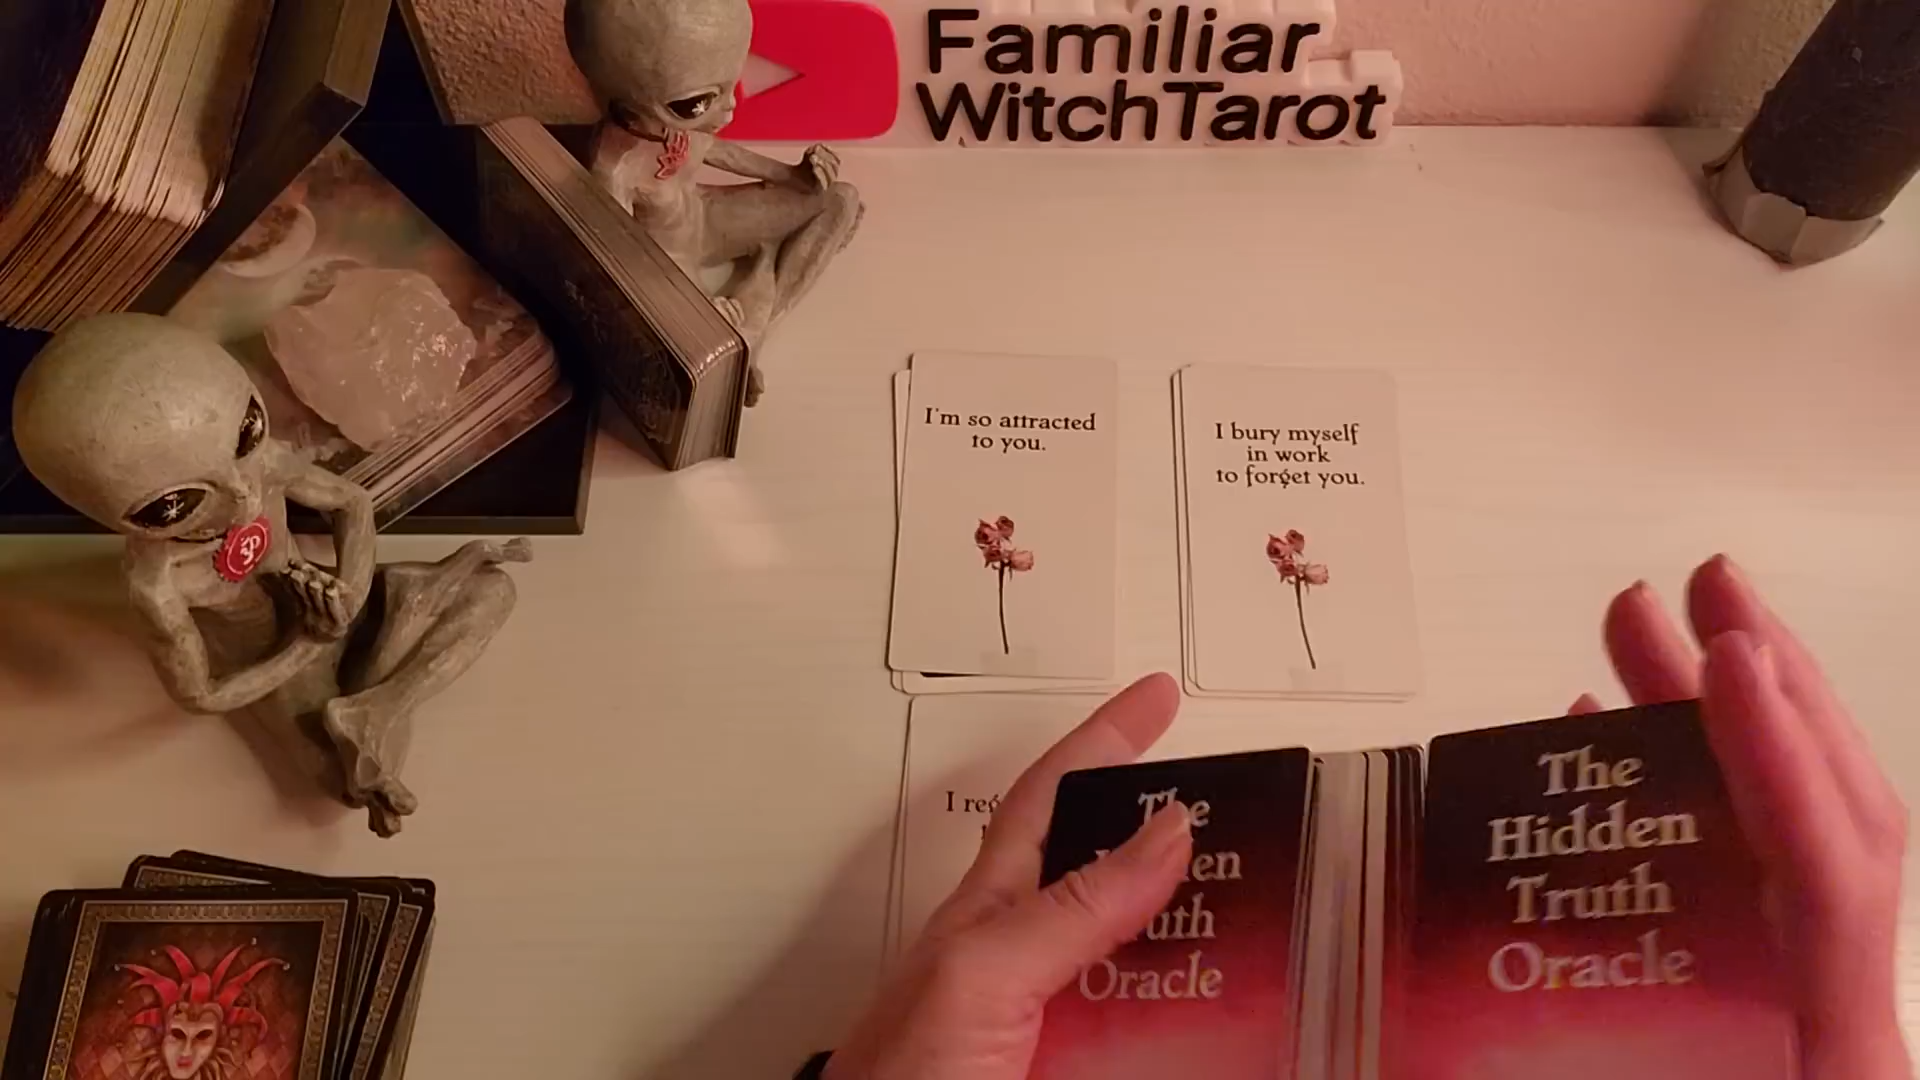 Familiar
WitchTarot
I'm so attracted
to you.
I bury myself
in work
to forget you.
The
Oracle
The
Hidden
Truth
Oracle